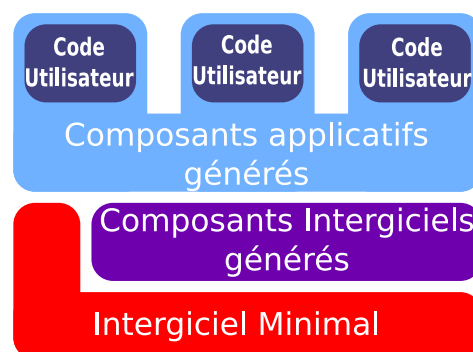 Code
Utilisateur
Code
Utilisateur
Code
Utilisateur
Composants applicatifs
générés
Composants Intergiciels
générés
Intergiciel Minimal